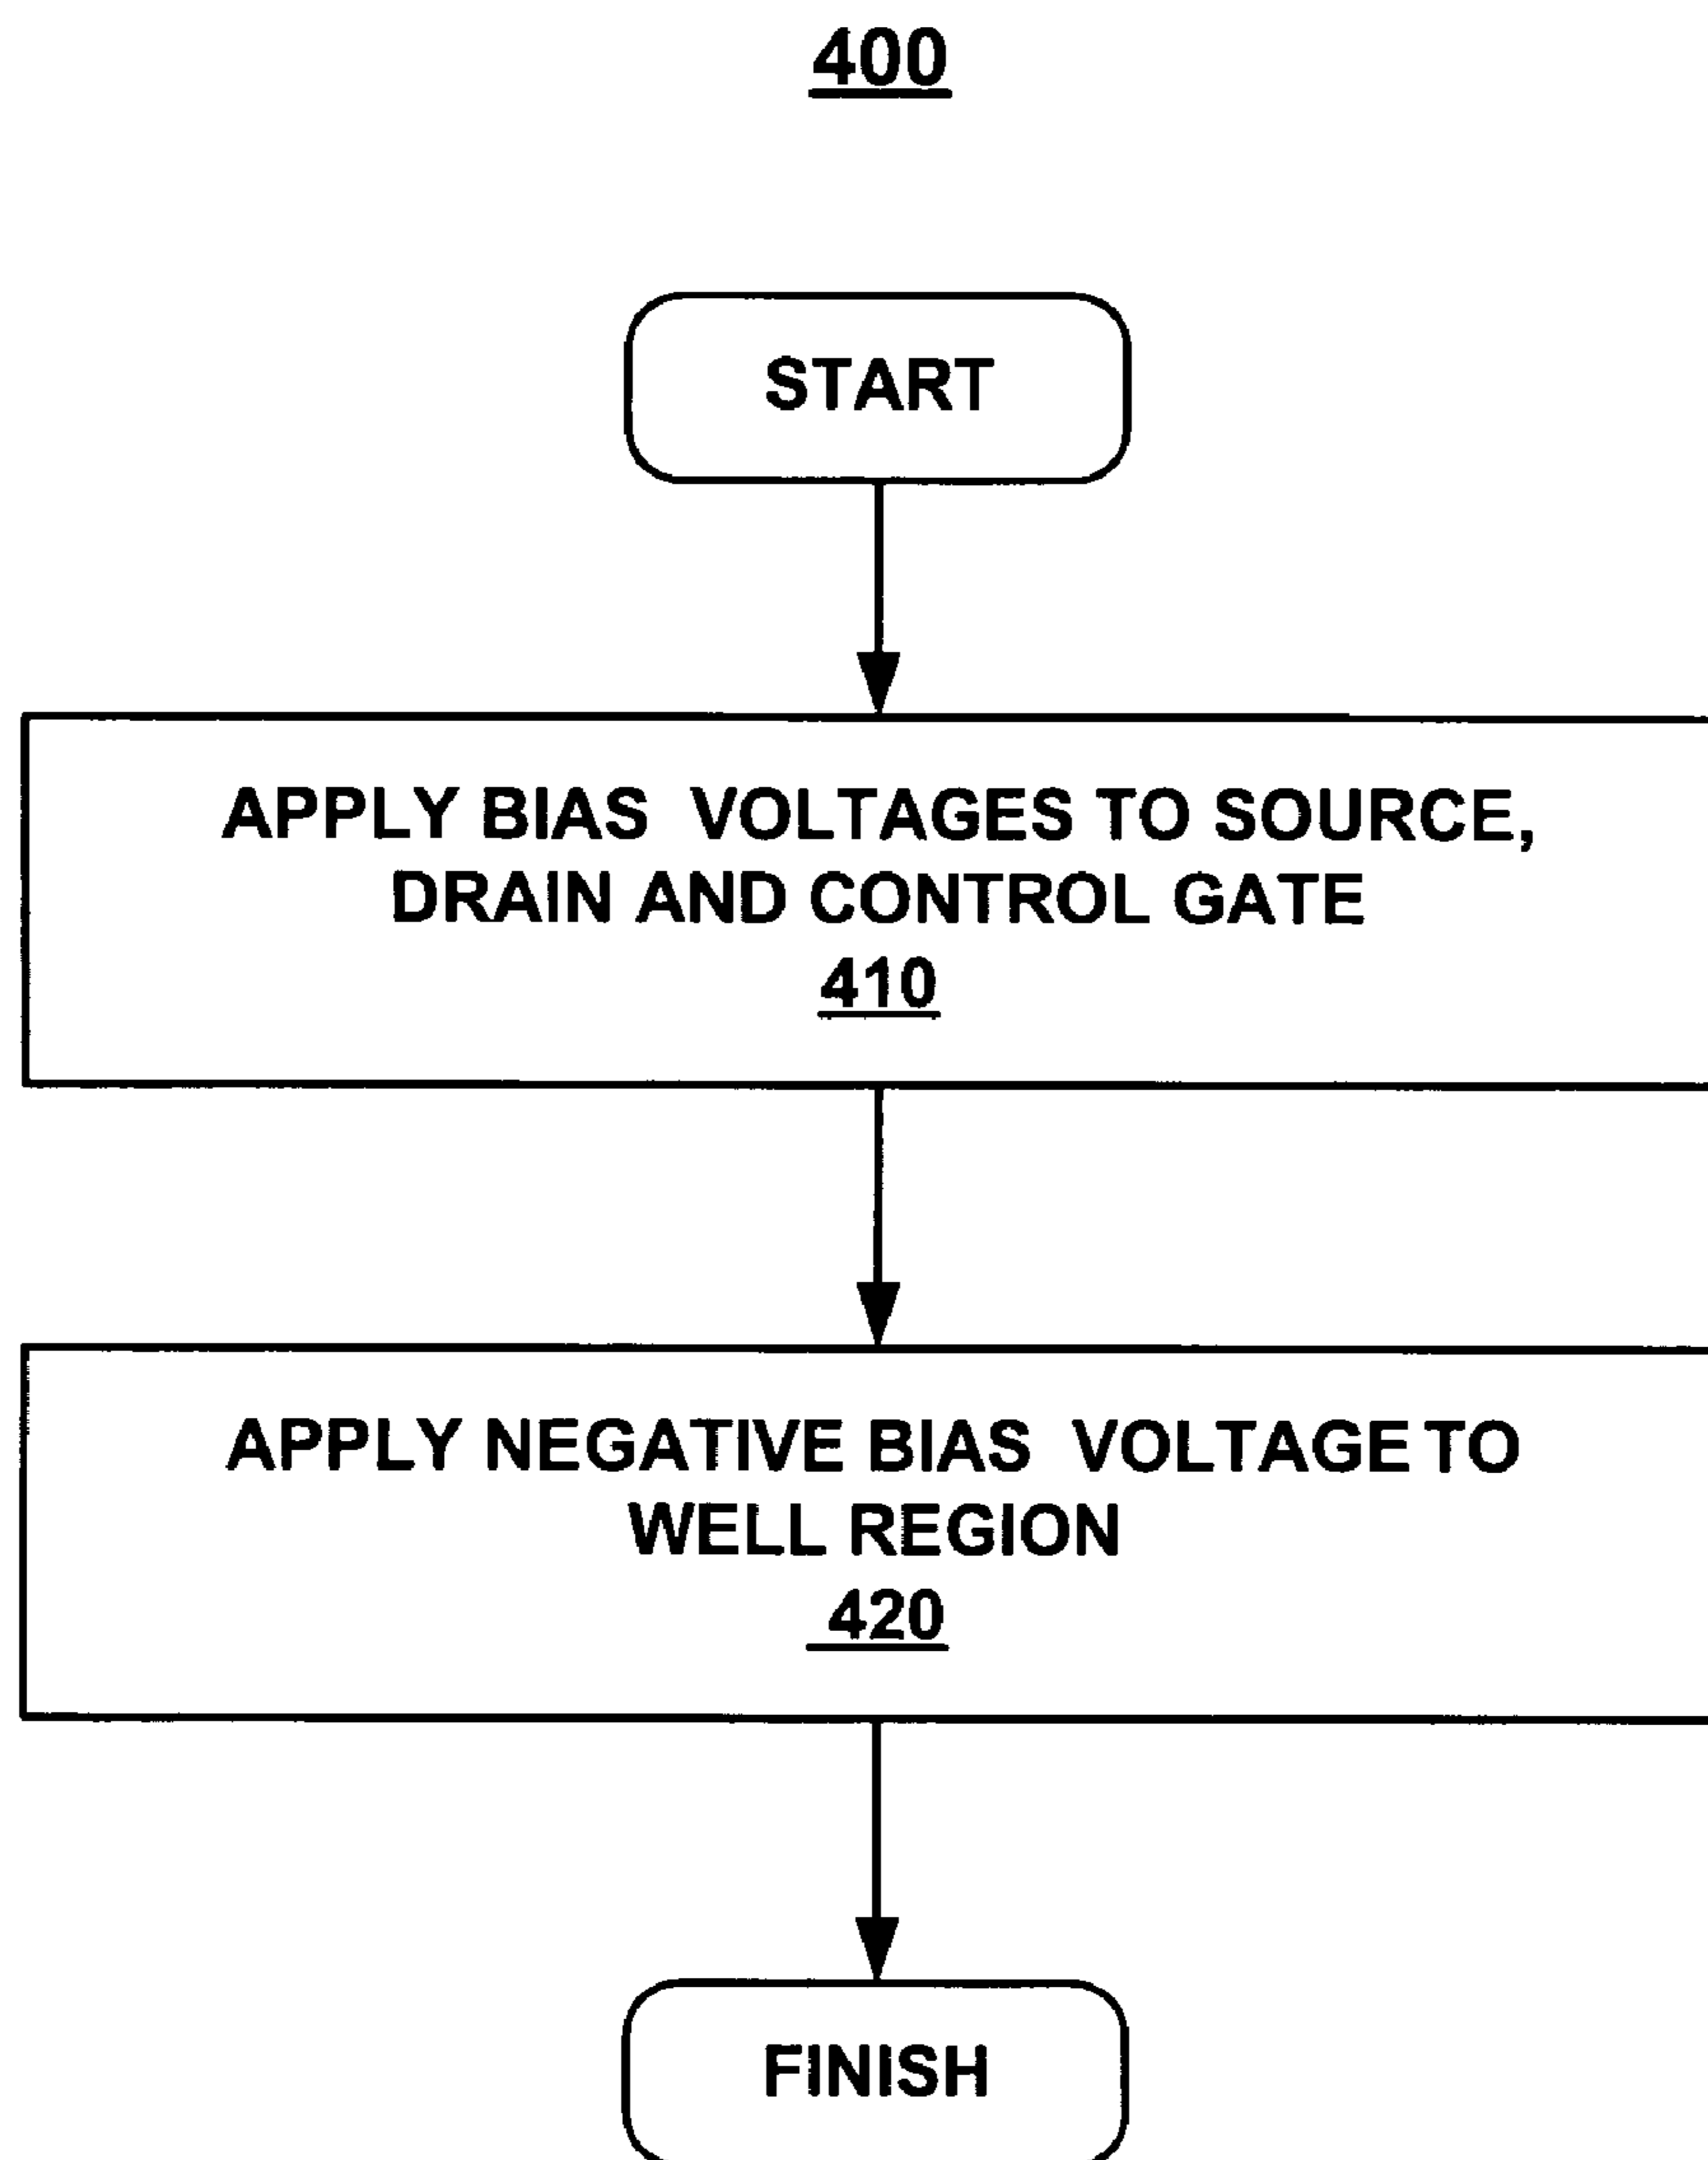 400
START
APPLY BIAS VOLTAGES TO SOURCE,
DRAIN AND CONTROL GATE
410
APPLY NEGATIVE BIAS VOLTAGE TO
WELL REGION
420
FINISH